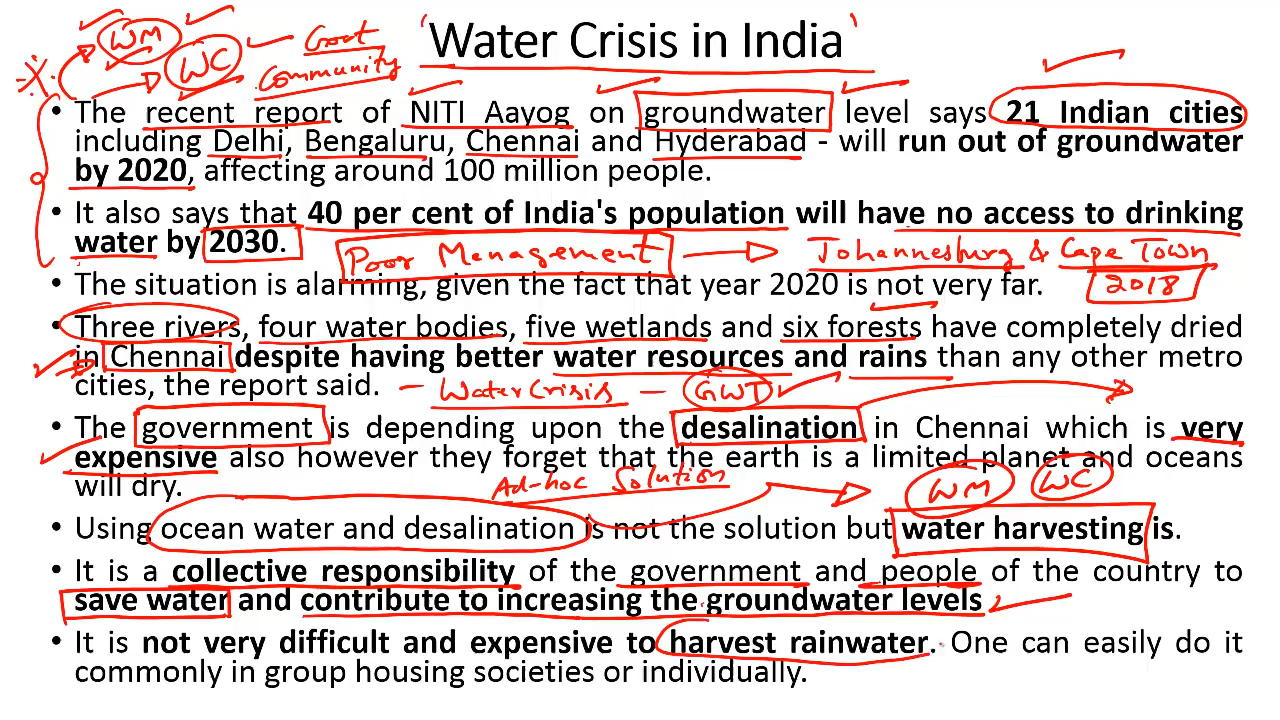 WM
WC
Govt
Community
'Water Crisis in India'
• The recent report of NITI Aayog on groundwater level says 21 Indian cities
including Delhi, Bengaluru, Chennai and Hyderabad - will run out of groundwater
by 2020, affecting around 100 million people.
• It also says that 40 per cent of India's population will have no access to drinking
water by 2030.
Poor Management → Johannesburg & Cape Town
2018
• The situation is alarming, given the fact that year 2020 is not very far.
• Three rivers, four water bodies, five wetlands and six forests have completely dried
in Chennai despite having better water resources and rains than any other metro
cities, the report said.
- Water Crisis - GWT
• The government is depending upon the desalination in Chennai which is very
expensive also however they forget that the earth is a limited planet and oceans
will dry.
Ad-hoc Solution
WM
WC
• Using ocean water and desalination is not the solution but water harvesting is.
• It is a collective responsibility of the government and people of the country to
save water and contribute to increasing the groundwater levels
• It is not very difficult and expensive to harvest rainwater. One can easily do it
commonly in group housing societies or individually.